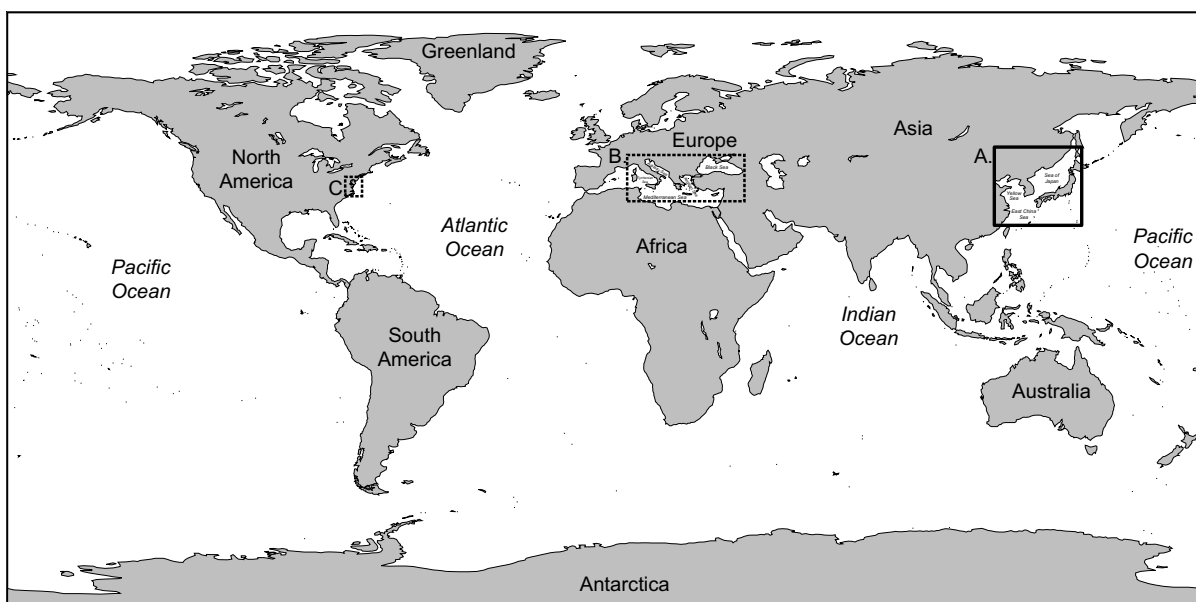 Greenland
Europe
Asia
North
America
A.
B.
C.
Black Sea
Sea of
Japan
Yellow
Sea
Mediterranean Sea
East China
Sea
Atlantic
Ocean
Africa
Pacific
Ocean
Pacific
Ocean
Indian
Ocean
South
America
Australia
Antarctica